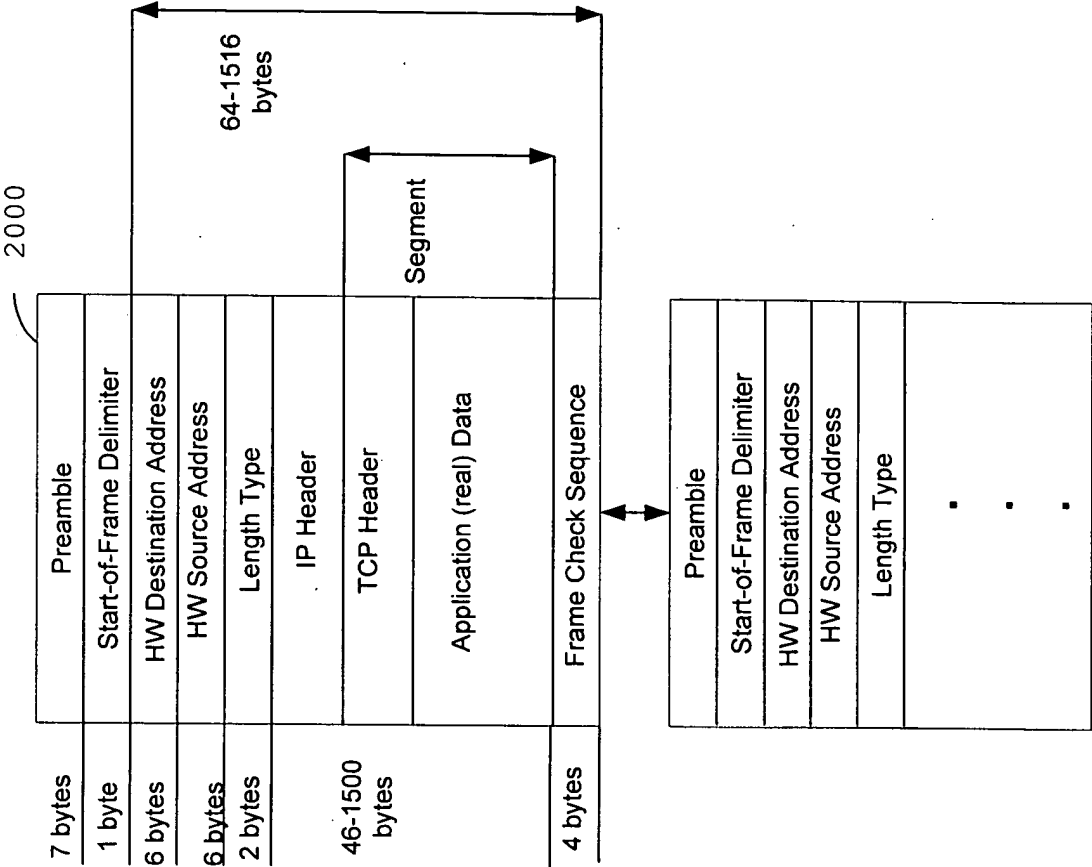 2000
7 bytes
Preamble
1 byte
Start-of-Frame Delimiter
6 bytes
HW Destination Address
6 bytes
HW Source Address
2 bytes
Length Type
46-1500
bytes
IP Header
TCP Header
Application (real) Data
4 bytes
Frame Check Sequence
Segment
64-1516
bytes
Preamble
Start-of-Frame Delimiter
HW Destination Address
HW Source Address
Length Type